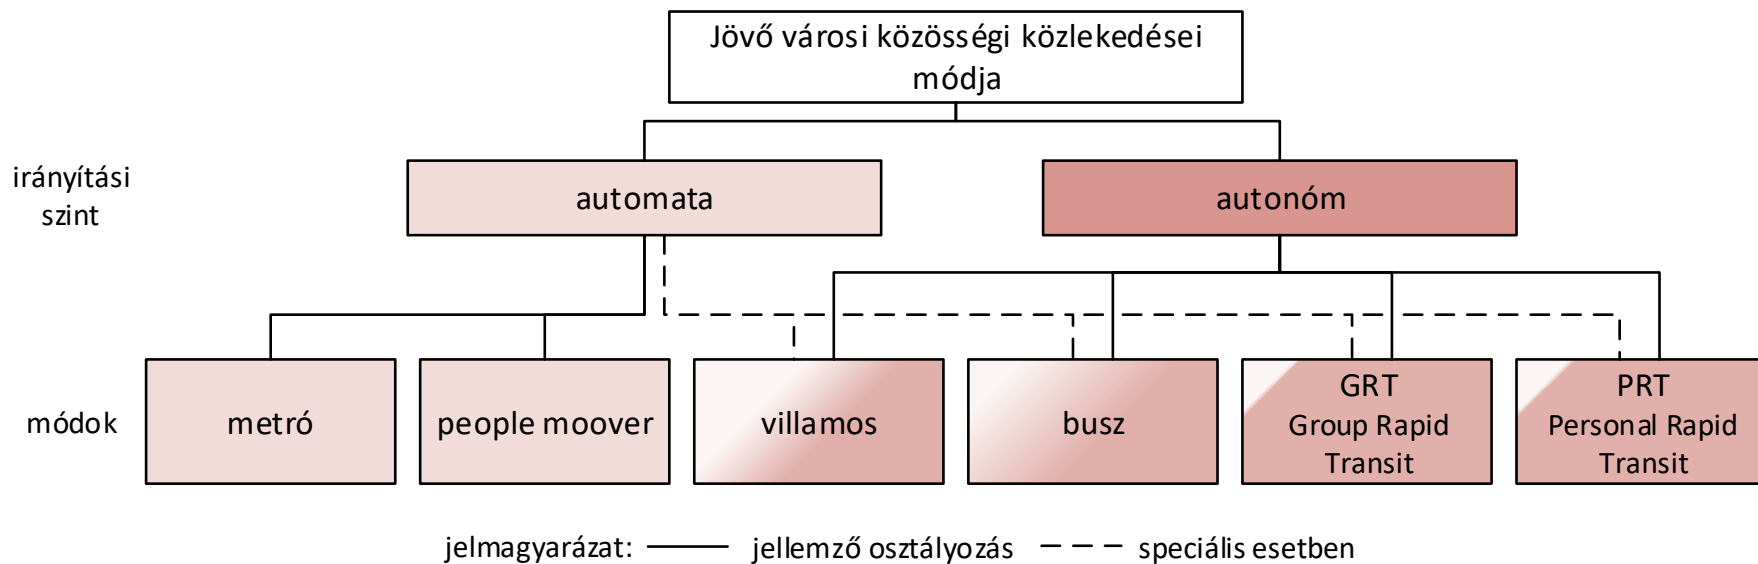 Jövő városi közösségi közlekedései
módja
irányítási
szint
automata
autonóm
módok
metró
people moover
villamos
busz
GRT
Group Rapid
Transit
PRT
Personal Rapid
Transit
jelmagyarázat: jellemző osztályozás speciális esetben